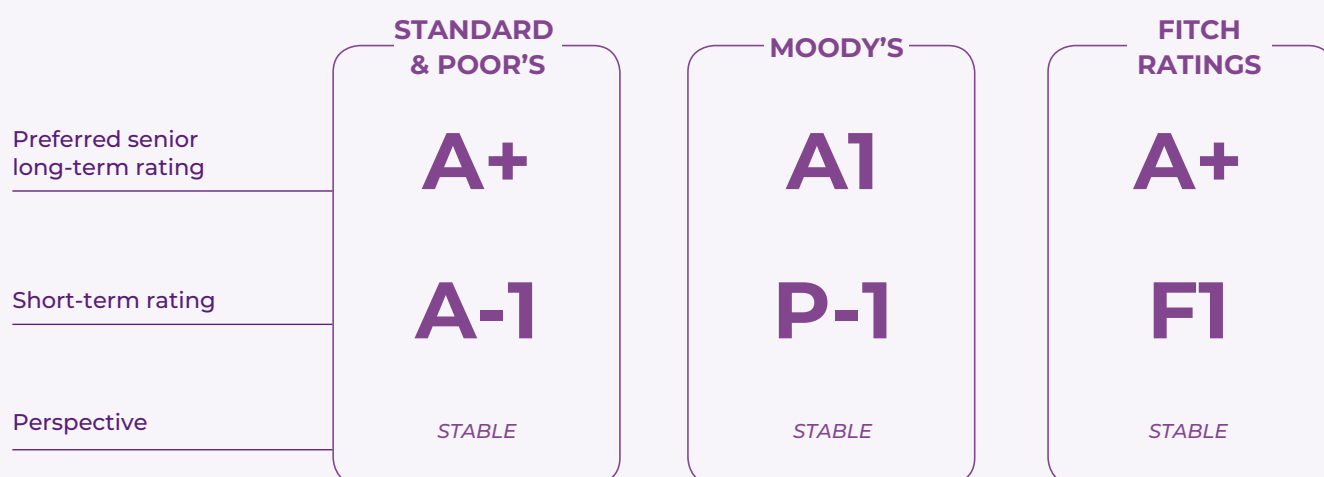 STANDARD
& POOR’S
MOODY’S
FITCH
RATINGS
Preferred senior
long-term rating
A+
A1
A+
Short-term rating
A-1
P-1
F1
Perspective
STABLE
STABLE
STABLE